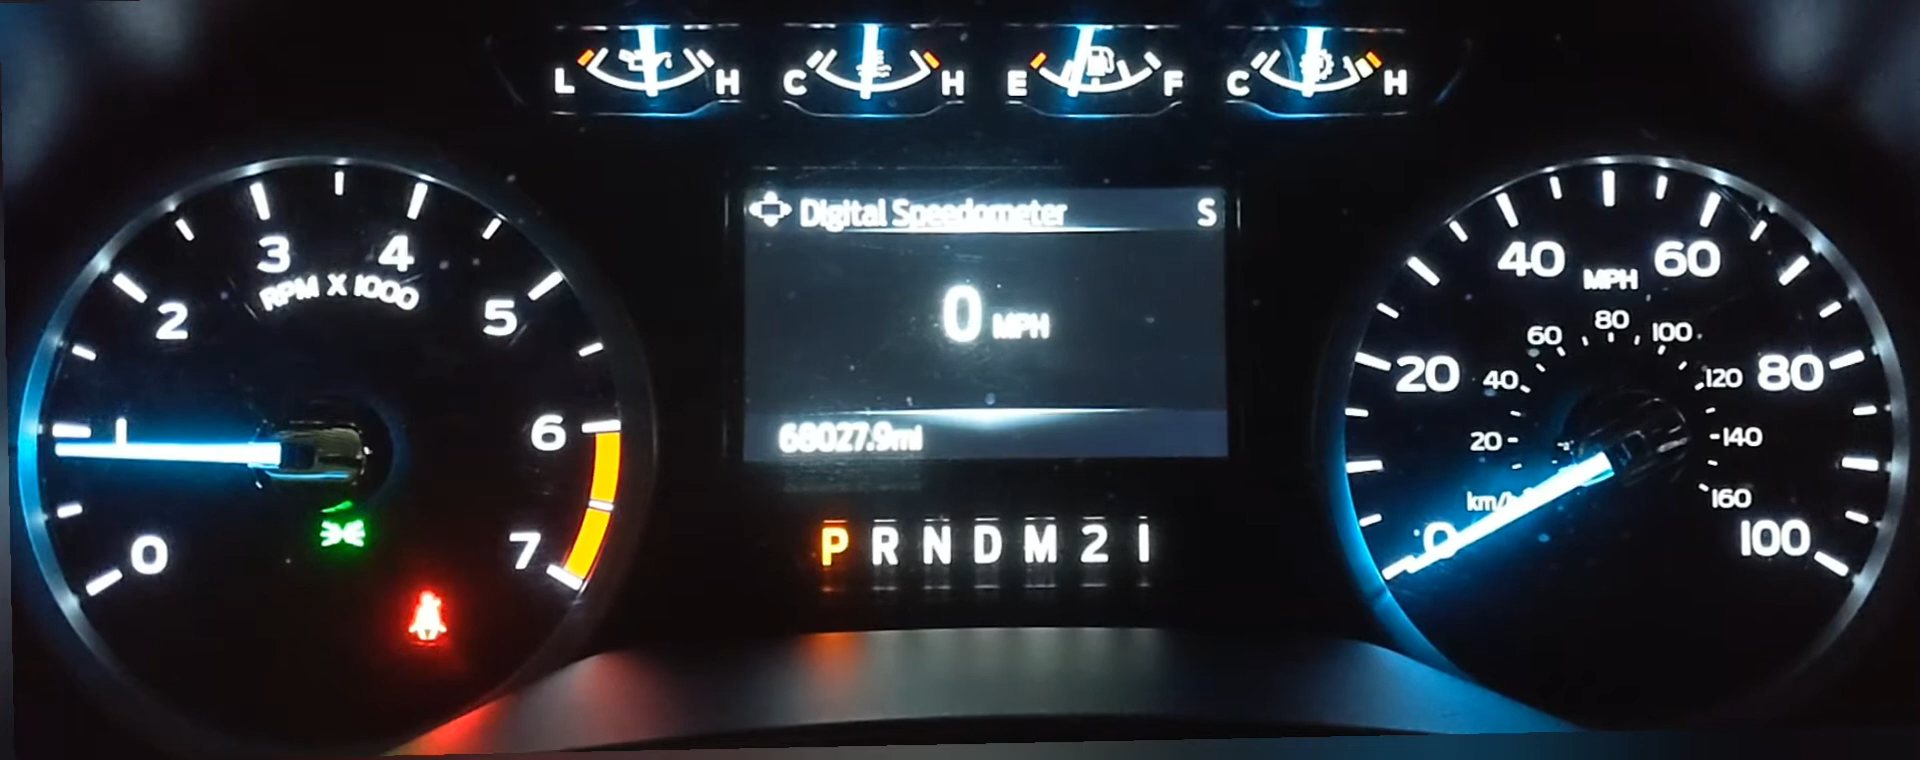 L H C H E F C H
Digital Speedometer S
0 MPH
68027.9mi
P R N D M 2 1
0 1 2 3 4 5 6 7
RPM X 1000
0 20 40 60 80 100
MPH
20 40 60 80 100 120 140 160
km/h